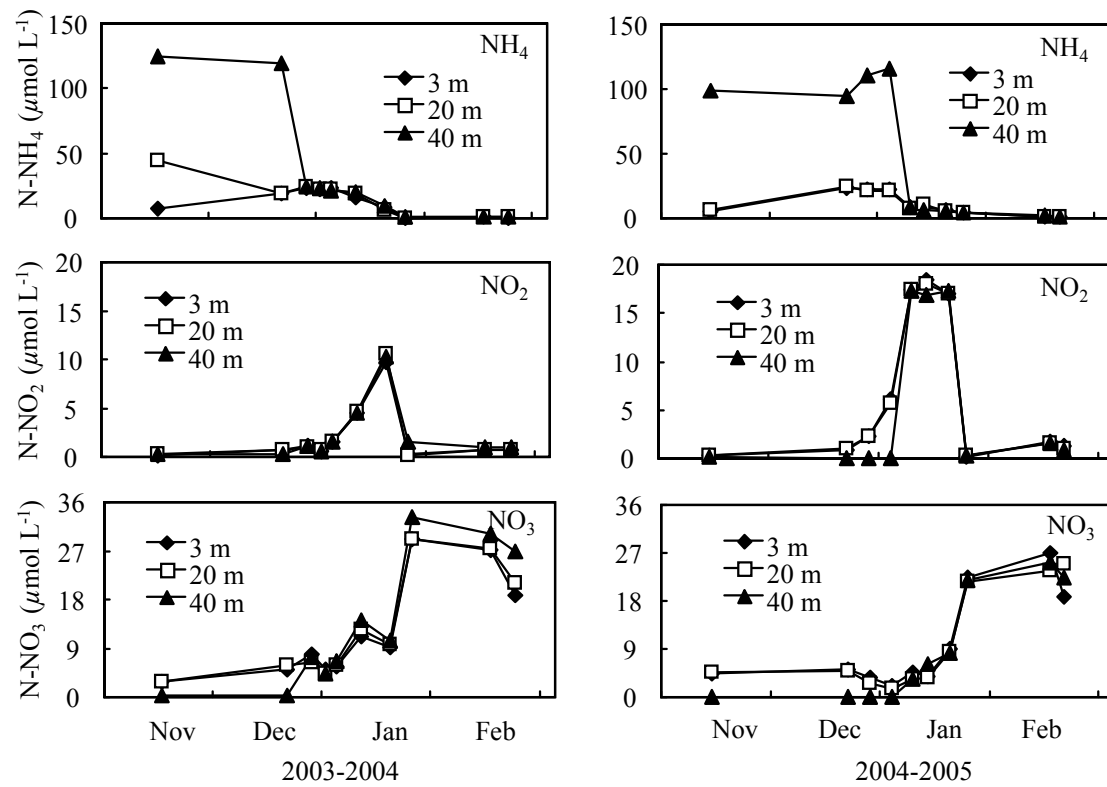 150
100
50
0
N-NH4 (µmol L-1)
NH4
3 m
20 m
40 m
150
100
50
0
NH4
3 m
20 m
40 m
20
15
10
5
0
N-NO2 (µmol L-1)
NO2
3 m
20 m
40 m
20
15
10
5
0
NO2
3 m
20 m
40 m
36
27
18
9
0
N-NO3 (µmol L-1)
NO3
3 m
20 m
40 m
Nov Dec Jan Feb
2003-2004
36
27
18
9
0
NO3
3 m
20 m
40 m
Nov Dec Jan Feb
2004-2005